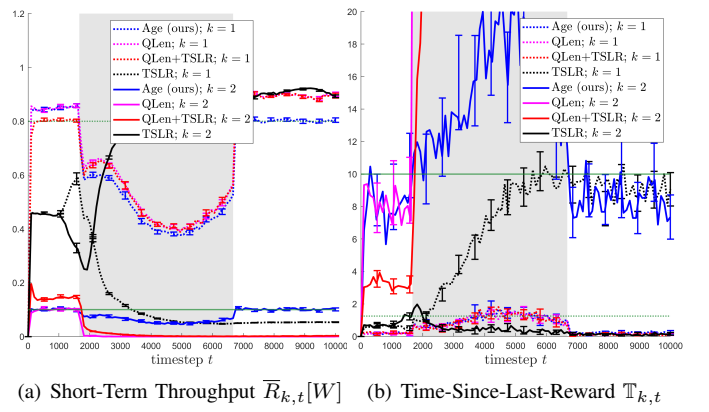 1.2
1
0.8
0.6
0.4
0.2
0
1000
2000
3000
4000
5000
6000
7000
8000
9000
10000
timestep t
Age (ours); k = 1
QLen; k = 1
QLen+TSLR; k = 1
TSLR; k = 1
Age (ours); k = 2
QLen; k = 2
QLen+TSLR; k = 2
TSLR; k = 2
(a) Short-Term Throughput R̅_{k,t}[W]
20
18
16
14
12
10
8
6
4
2
0
0
1000
2000
3000
4000
5000
6000
7000
8000
9000
10000
timestep t
Age (ours); k = 1
QLen; k = 1
QLen+TSLR; k = 1
TSLR; k = 1
Age (ours); k = 2
QLen; k = 2
QLen+TSLR; k = 2
TSLR; k = 2
(b) Time-Since-Last-Reward 𝕋_{k,t}